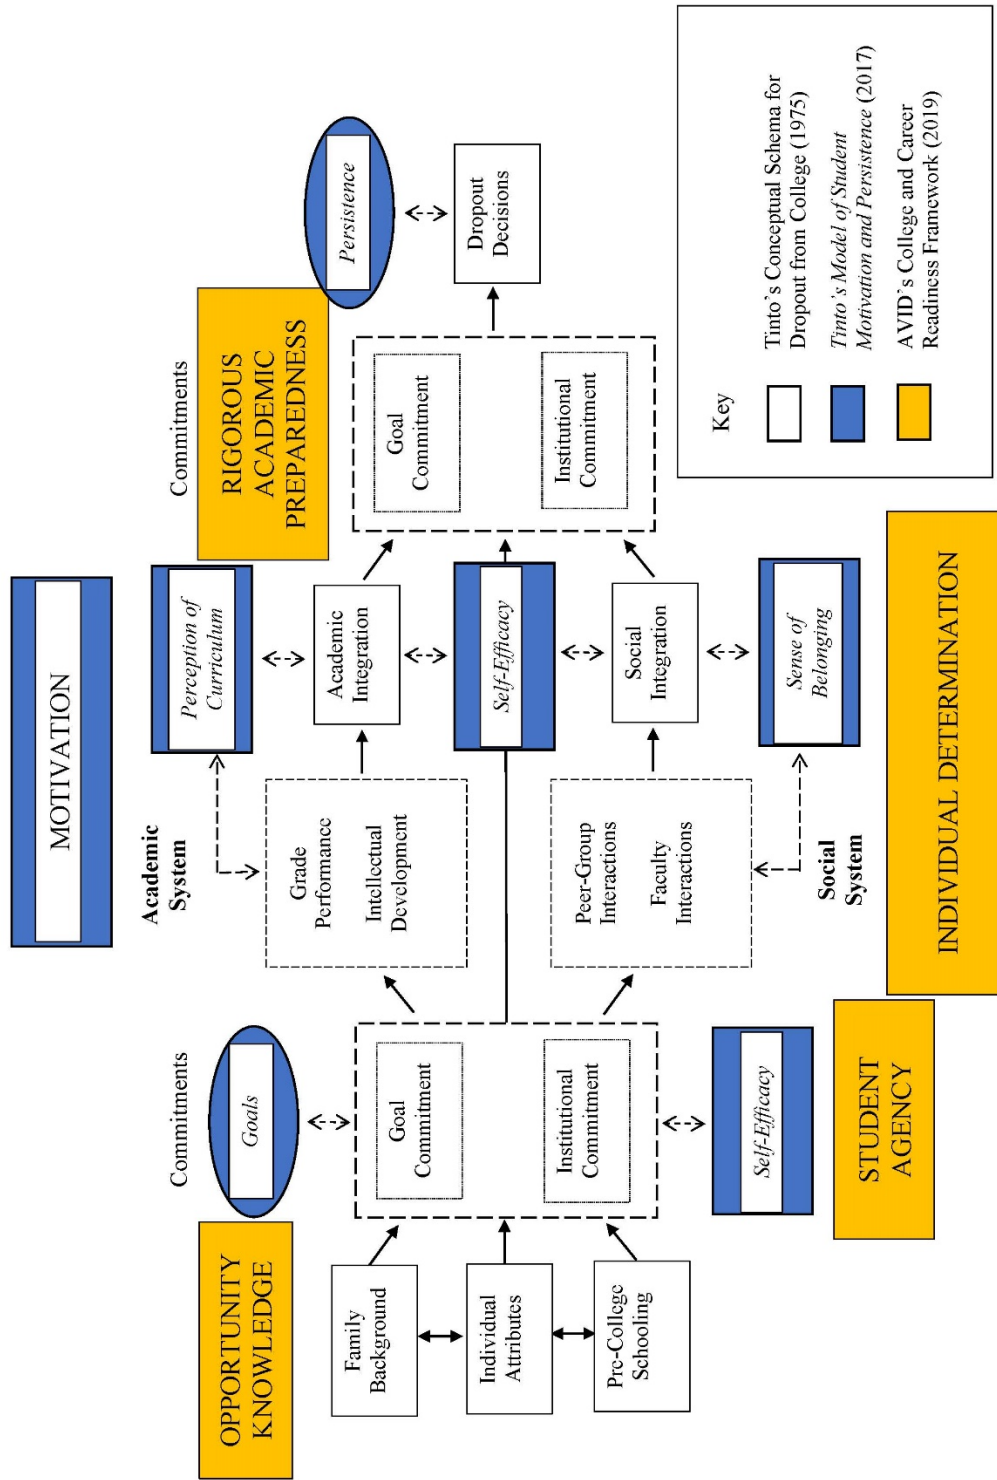 MOTIVATION
OPPORTUNITY
KNOWLEDGE
Commitments
Goals
Academic
System
Perception of
Curriculum
Commitments
RIGOROUS
ACADEMIC
PREPAREDNESS
Persistence
Family
Background
Individual
Attributes
Pre-College
Schooling
Goal
Commitment
Institutional
Commitment
Grade
Performance
Intellectual
Development
Academic
Integration
Self-Efficacy
Peer-Group
Interactions
Faculty
Interactions
Social
Integration
Goal
Commitment
Institutional
Commitment
Dropout
Decisions
Self-Efficacy
Social
System
Sense of
Belonging
STUDENT
AGENCY
INDIVIDUAL DETERMINATION
Key
Tinto's Conceptual Schema for
Dropout from College (1975)
Tinto's Model of Student
Motivation and Persistence (2017)
AVID's College and Career
Readiness Framework (2019)